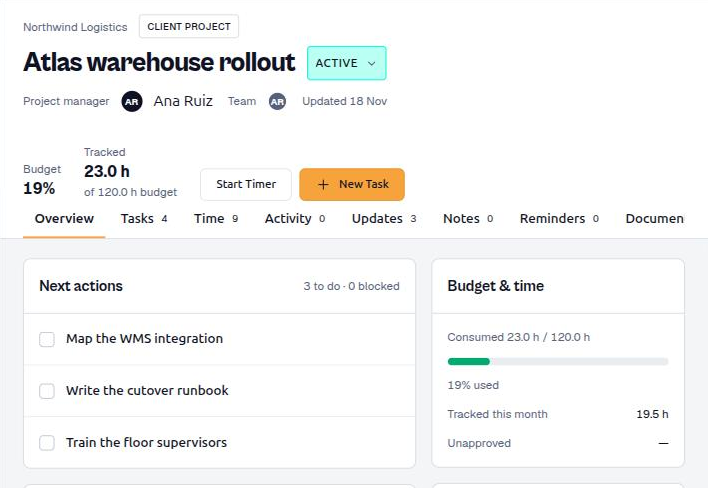 Northwind Logistics CLIENT PROJECT
Atlas warehouse rollout ACTIVE
Project manager AR Ana Ruiz Team AR Updated 18 Nov
Budget
19%
Tracked
23.0 h
of 120.0 h budget
Start Timer
+ New Task
Overview Tasks 4 Time 9 Activity 0 Updates 3 Notes 0 Reminders 0 Documen
Next actions 3 to do · 0 blocked
Map the WMS integration
Write the cutover runbook
Train the floor supervisors
Budget & time
Consumed 23.0 h / 120.0 h
19% used
Tracked this month 19.5 h
Unapproved —